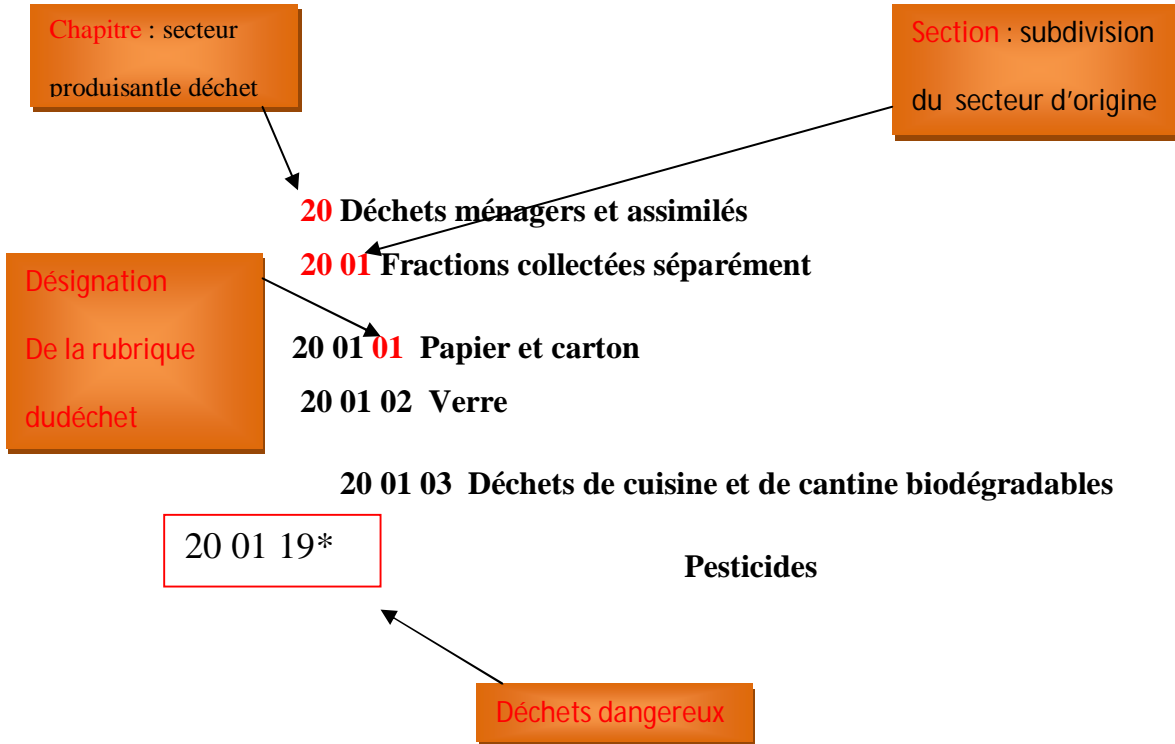 Chapitre : secteur
produisantle déchet
Section : subdivision
du secteur d'origine
20 Déchets ménagers et assimilés
20 01 Fractions collectées séparément
Désignation
De la rubrique
dudéchet
20 01 01 Papier et carton
20 01 02 Verre
20 01 03 Déchets de cuisine et de cantine biodégradables
20 01 19*
Pesticides
Déchets dangereux